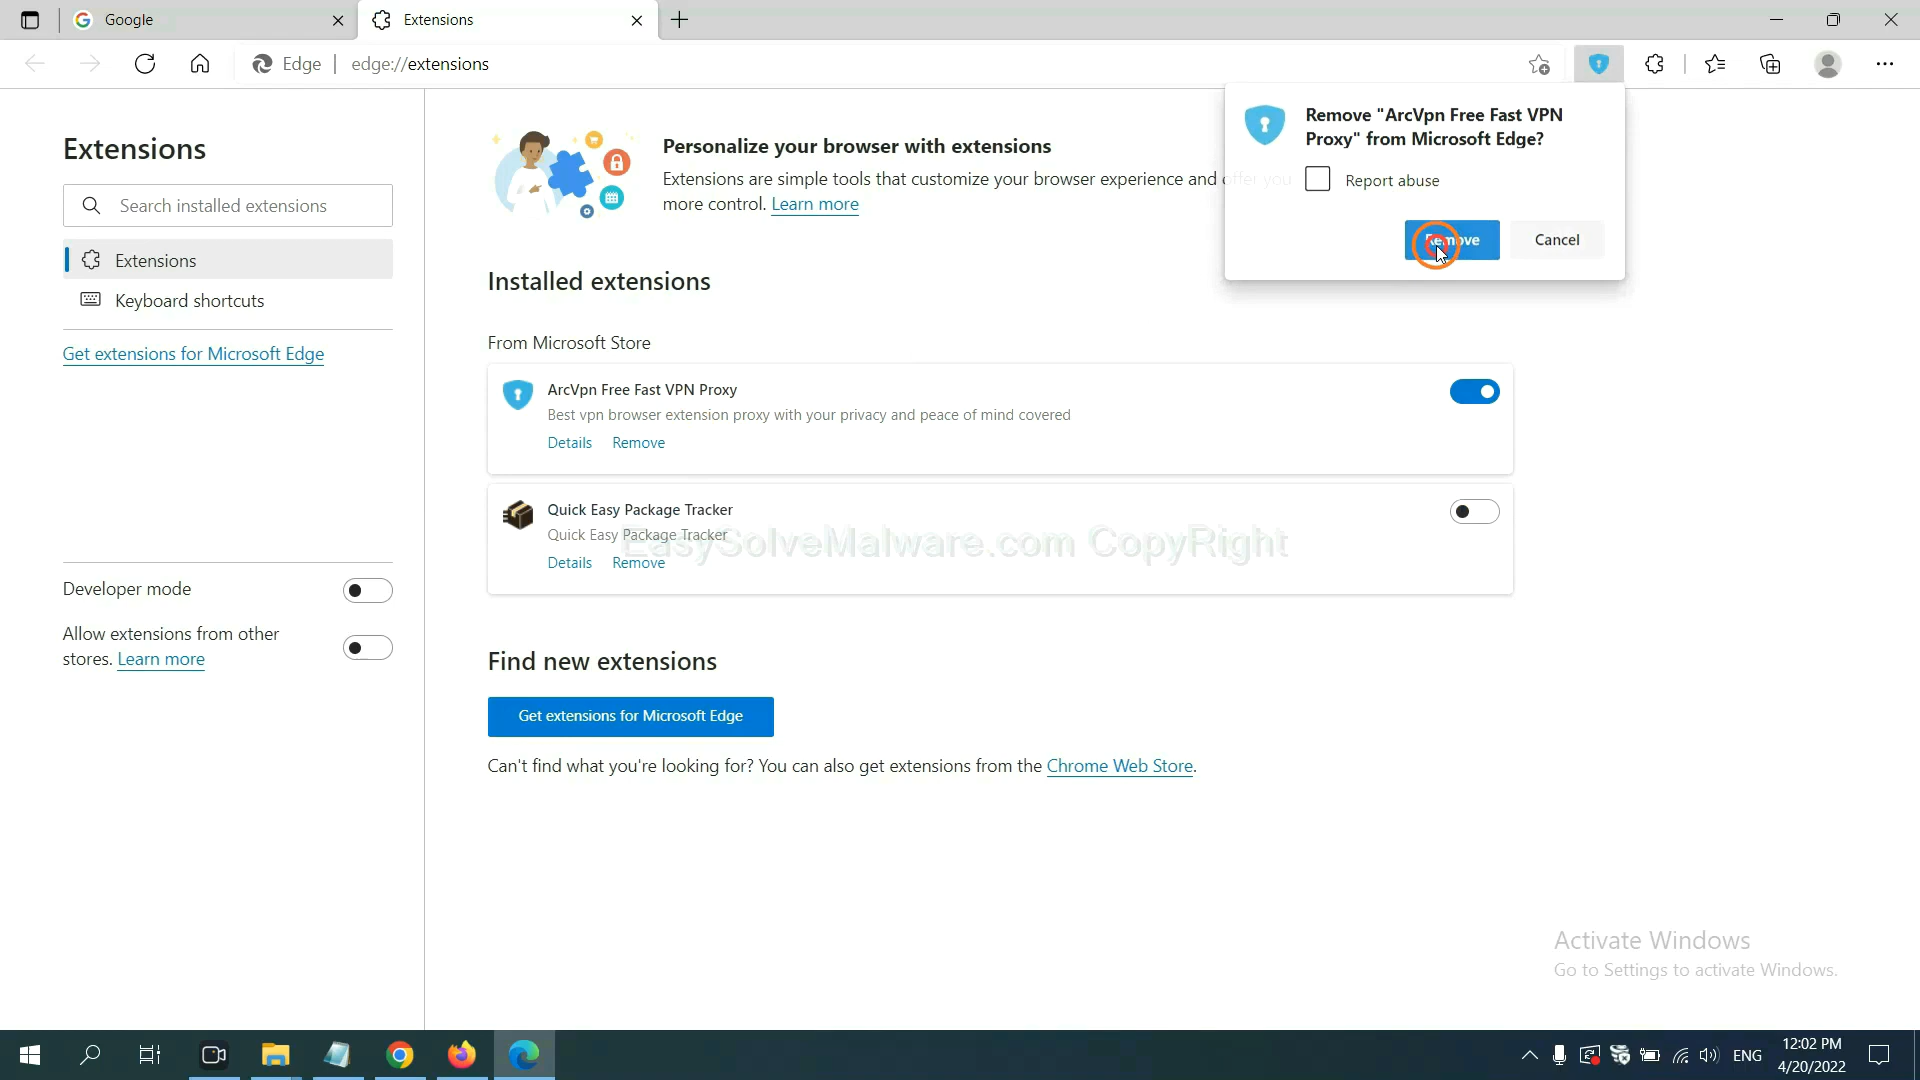 Google
Extensions
Edge
edge://extensions
Extensions
Search installed extensions
Extensions
Keyboard shortcuts
Get extensions for Microsoft Edge
Developer mode
Allow extensions from other
stores. Learn more
Personalize your browser with extensions
Extensions are simple tools that customize your browser experience and offer you
more control. Learn more
Remove "ArcVpn Free Fast VPN
Proxy" from Microsoft Edge?
Report abuse
Remove
Cancel
Installed extensions
From Microsoft Store
ArcVpn Free Fast VPN Proxy
Best vpn browser extension proxy with your privacy and peace of mind covered
Details Remove
Quick Easy Package Tracker
Quick Easy Package Tracker
EasySolveMalware.com CopyRight
Details Remove
Find new extensions
Get extensions for Microsoft Edge
Can't find what you're looking for? You can also get extensions from the Chrome Web Store.
Activate Windows
Go to Settings to activate Windows.
ENG
12:02 PM
4/20/2022